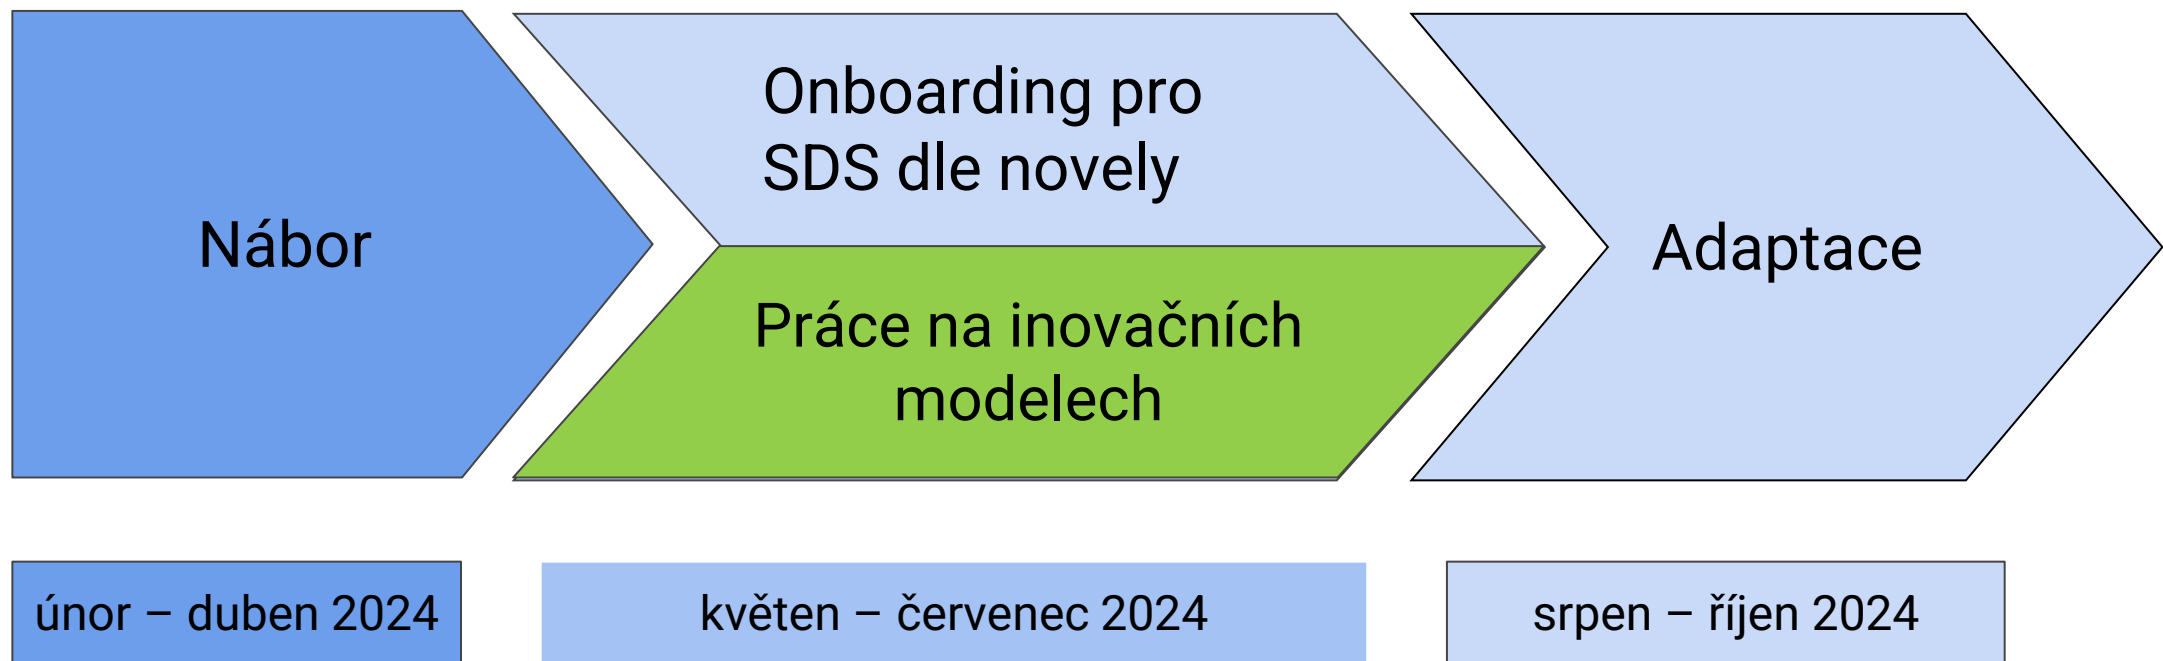 Nábor
Onboarding pro
SDS dle novely
Práce na inovačních
modelech
Adaptace
únor – duben 2024
květen – červenec 2024
srpen – říjen 2024